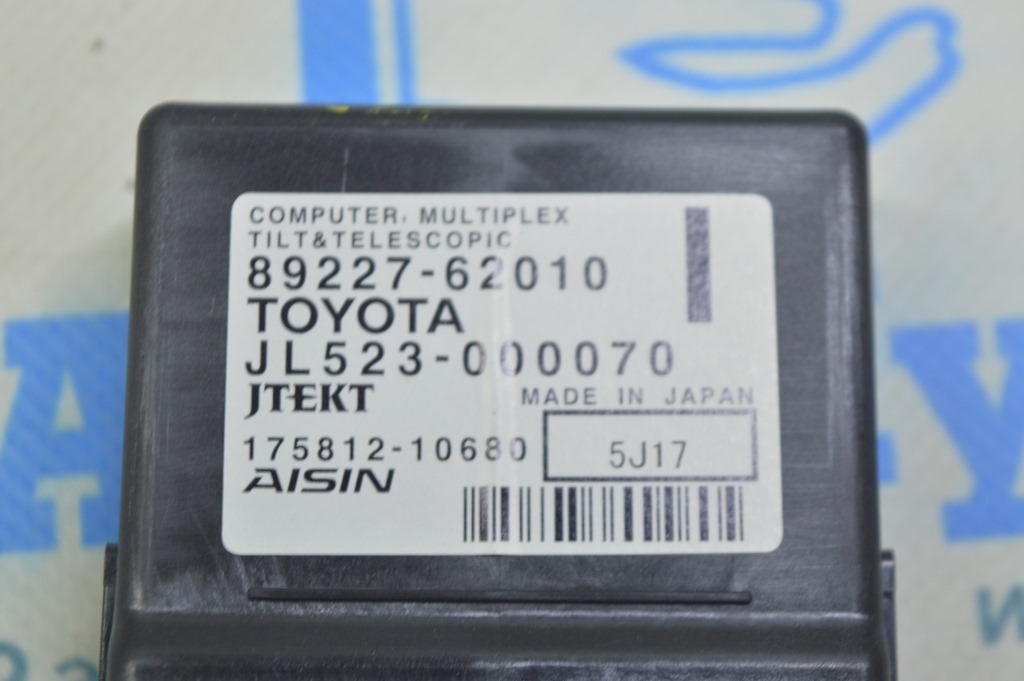 COMPUTER, MULTIPLEX
TILT&TELESCOPIC
89227-62010
TOYOTA
JL523-000070
JTEKT
MADE IN JAPAN
175812-10680
5J17
AISIN